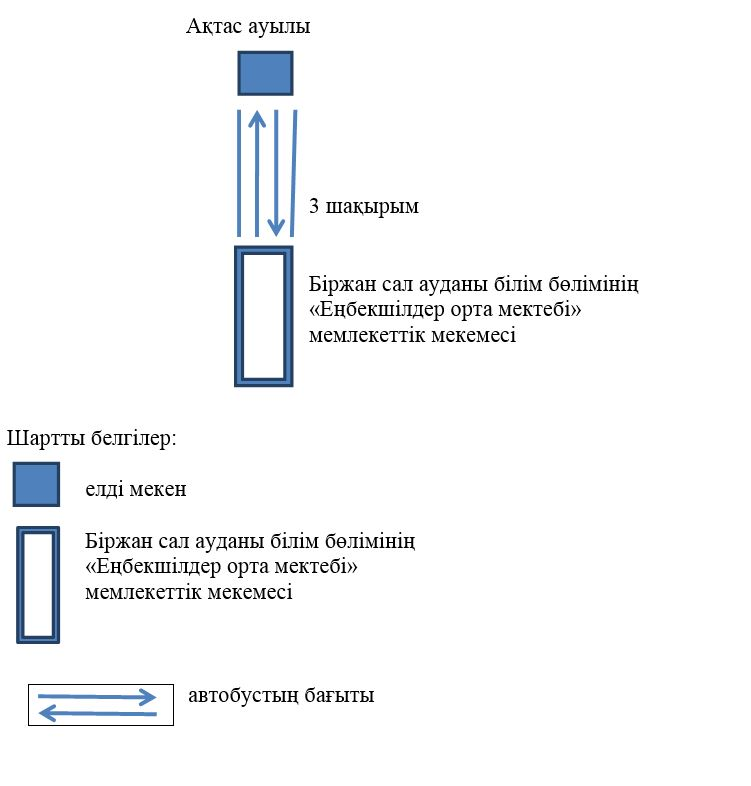 Ақтас ауылы
3 шақырым
Біржан сал ауданы білім бөлімінің
«Еңбекшілдер орта мектебі»
мемлекеттік мекемесі
Шартты белгілер:
елді мекен
Біржан сал ауданы білім бөлімінің
«Еңбекшілдер орта мектебі»
мемлекеттік мекемесі
автобустың бағыты